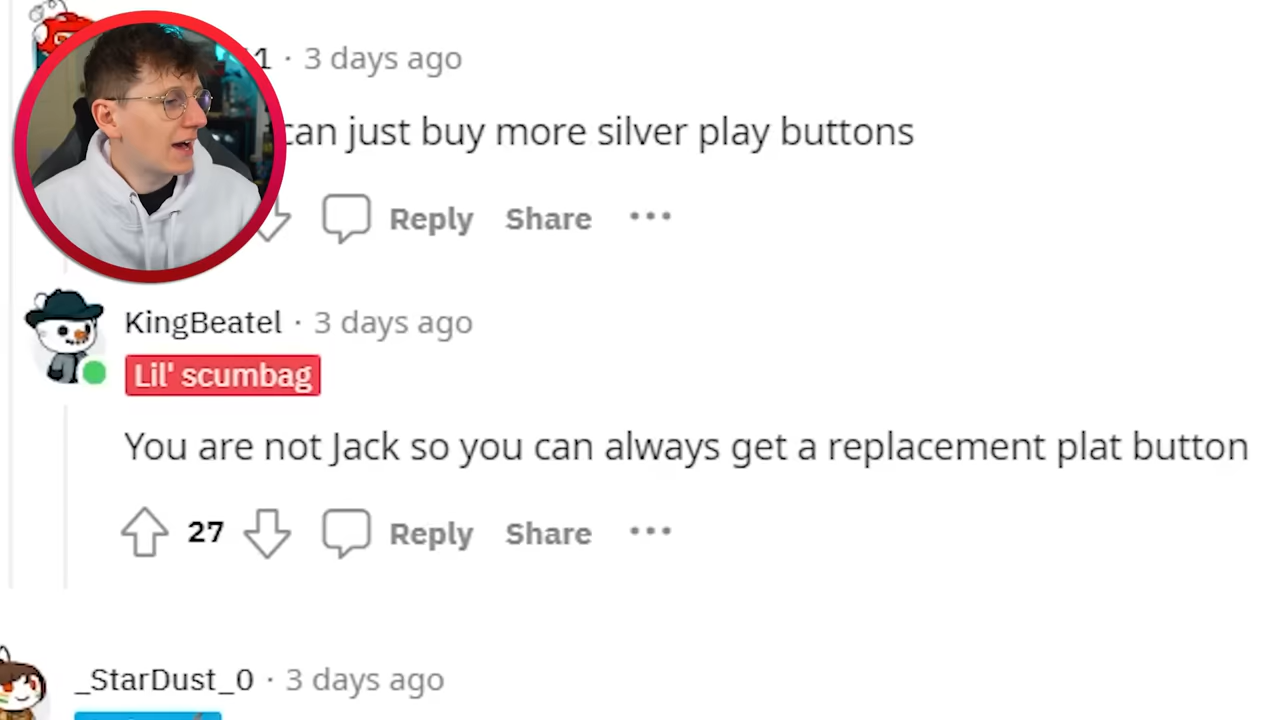 1 · 3 days ago
can just buy more silver play buttons
Reply Share ...
KingBeatel · 3 days ago
Lil' scumbag
You are not Jack so you can always get a replacement plat button
27 Reply Share ...
_StarDust_0 · 3 days ago